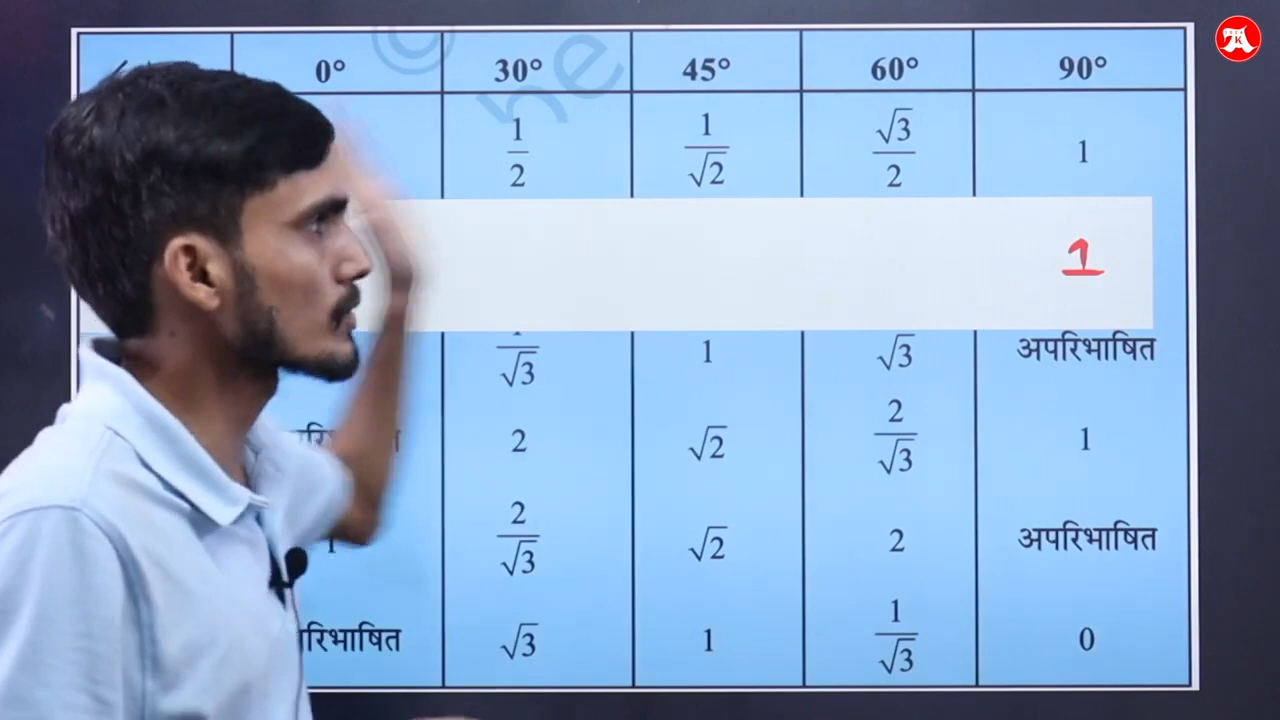 0° 30° 45° 60° 90°
1/2 1/√2 √3/2 1
1
1/√3 1 √3 अपरिभाषित
2 √2 2/√3 1
1 2/√3 √2 2 अपरिभाषित
रिभाषित √3 1 1/√3 0